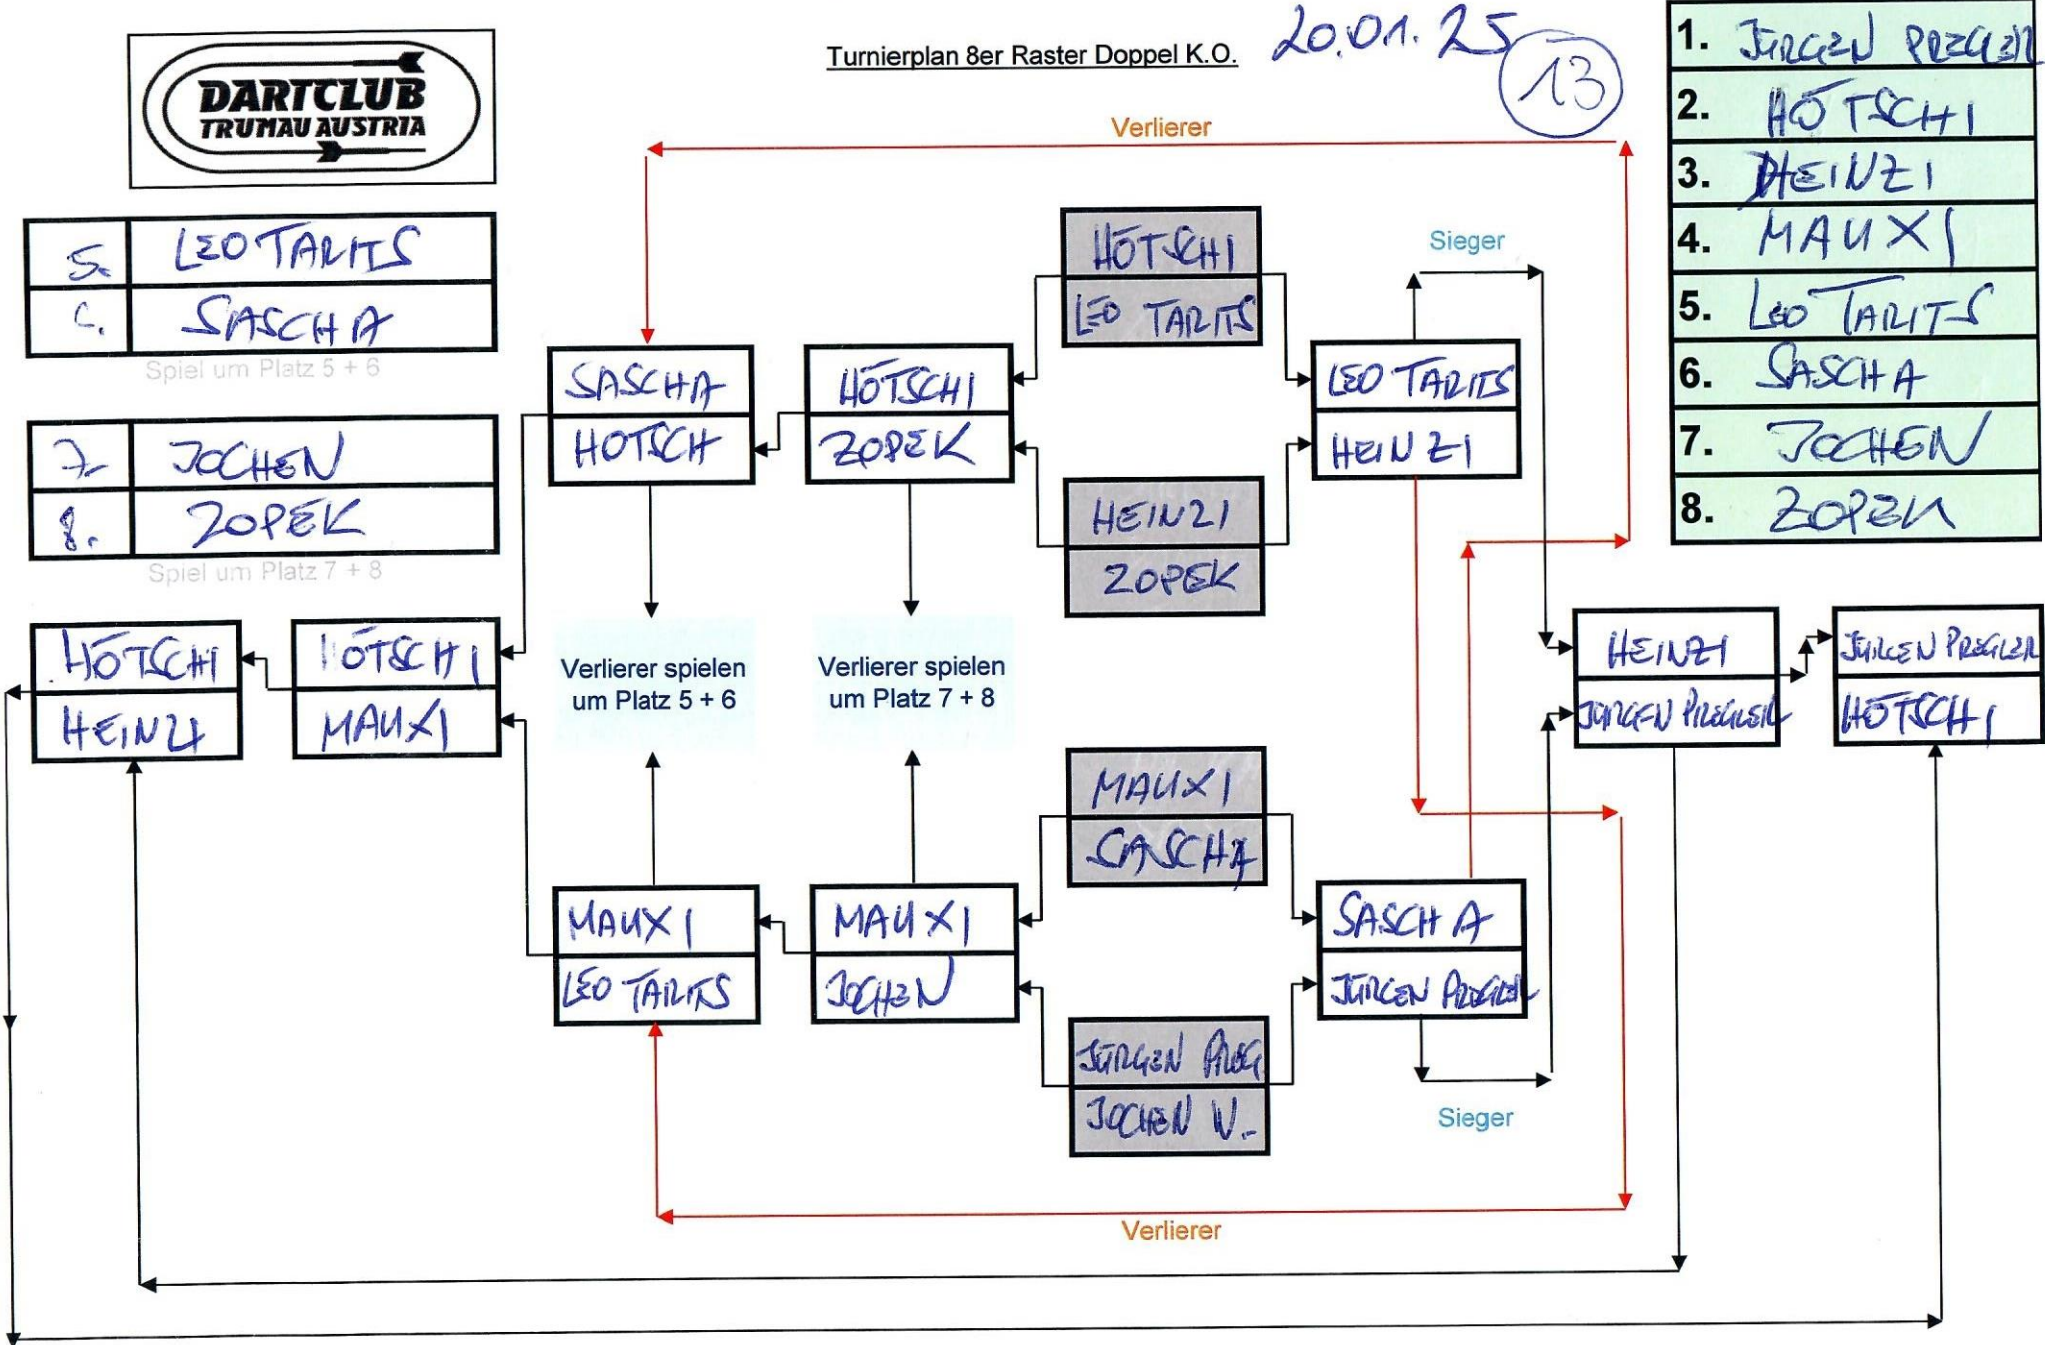 Turnierplan 8er Raster Doppel K.O.
20.01.25
13
DARTCLUB
TRUMAU AUSTRIA
1. JÜRGEN PREGLER
2. HÖTSCHI
3. HEINZI
4. MAUXI
5. LEO TARITS
6. SASCHA
7. JOCHEN
8. ZOPEK
5. LEO TARITS
6. SASCHA
Spiel um Platz 5 + 6
7. JOCHEN
8. ZOPEK
Spiel um Platz 7 + 8
Verlierer
Sieger
HÖTSCHI
LEO TARITS
SASCHA
HÖTSCH
HÖTSCHI
ZOPEK
LEO TARITS
HEINZI
HEINZI
ZOPEK
HÖTSCHI
HEINZI
HÖTSCHI
MAUXI
Verlierer spielen
um Platz 5 + 6
Verlierer spielen
um Platz 7 + 8
HEINZI
JÜRGEN PREGLER
JÜRGEN PREGLER
HÖTSCHI
MAUXI
SASCHA
MAUXI
LEO TARITS
MAUXI
JOCHEN
SASCHA
JÜRGEN PREGLER
JÜRGEN PREG
JOCHEN W.
Sieger
Verlierer